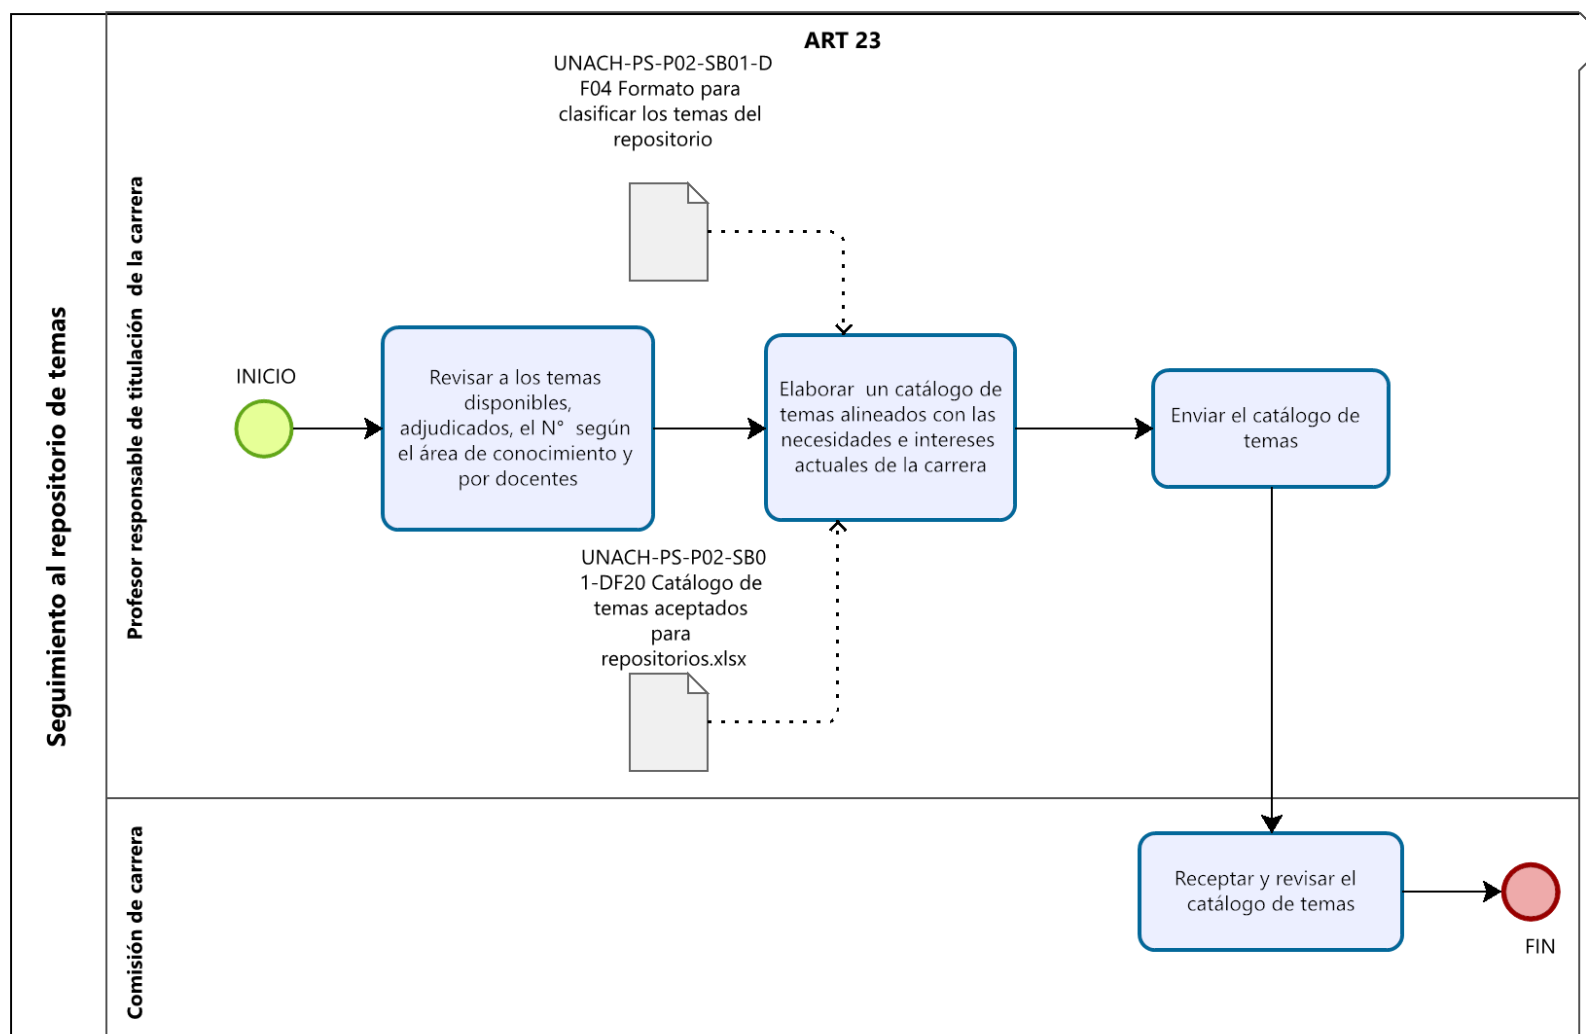 ART 23
UNACH-PS-P02-SB01-D
F04 Formato para
clasificar los temas del
repositorio
Seguimiento al repositorio de temas
Profesor responsable de titulación  de la carrera
INICIO
Revisar a los temas
disponibles,
adjudicados, el N°  según
el área de conocimiento y
por docentes
Elaborar  un catálogo de
temas alineados con las
necesidades e intereses
actuales de la carrera
Enviar el catálogo de
temas
UNACH-PS-P02-SB0
1-DF20 Catálogo de
temas aceptados
para
repositorios.xlsx
Comisión de carrera
Receptar y revisar el
catálogo de temas
FIN